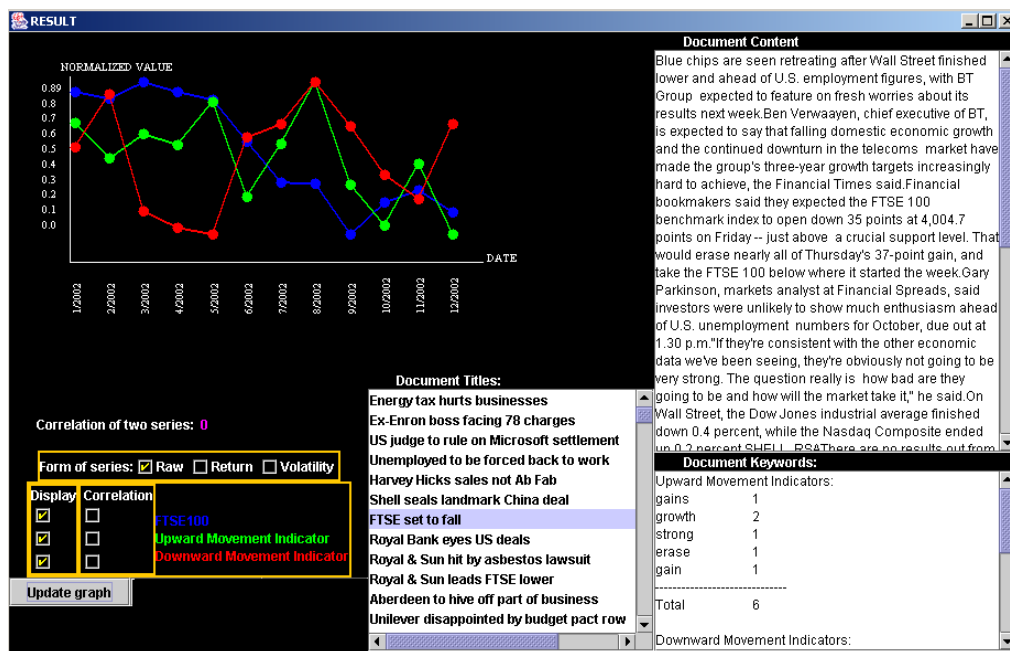 RESULT
NORMALIZED VALUE
0.89
0.8
0.7
0.6
0.5
0.4
0.3
0.2
0.1
0.0
DATE
1/2002
2/2002
3/2002
4/2002
5/2002
6/2002
7/2002
8/2002
9/2002
10/2002
11/2002
12/2002
Correlation of two series: 0
Form of series: Raw Return Volatility
Display Correlation
FTSE100
Upward Movement Indicator
Downward Movement Indicator
Update graph
Document Titles:
Energy tax hurts businesses
Ex-Enron boss facing 78 charges
US judge to rule on Microsoft settlement
Unemployed to be forced back to work
Harvey Hicks sales not Ab Fab
Shell seals landmark China deal
FTSE set to fall
Royal Bank eyes US deals
Royal & Sun hit by asbestos lawsuit
Royal & Sun leads FTSE lower
Aberdeen to hive off part of business
Unilever disappointed by budget pact row
Document Content
Blue chips are seen retreating after Wall Street finished
lower and ahead of U.S. employment figures, with BT
Group expected to feature on fresh worries about its
results next week.Ben Verwaayen, chief executive of BT,
is expected to say that falling domestic economic growth
and the continued downturn in the telecoms market have
made the group's three-year growth targets increasingly
hard to achieve, the Financial Times said.Financial
bookmakers said they expected the FTSE 100
benchmark index to open down 35 points at 4,004.7
points on Friday -- just above a crucial support level. That
would erase nearly all of Thursday's 37-point gain, and
take the FTSE 100 below where it started the week.Gary
Parkinson, markets analyst at Financial Spreads, said
investors were unlikely to show much enthusiasm ahead
of U.S. unemployment numbers for October, due out at
1.30 p.m."If they're consistent with the other economic
data we've been seeing, they're obviously not going to be
very strong. The question really is how bad are they
going to be and how will the market take it," he said.On
Wall Street, the Dow Jones industrial average finished
down 0.4 percent, while the Nasdaq Composite ended
up 0.2 percent.SHELL, RSAThere are no results out from
Document Keywords:
Upward Movement Indicators:
gains 1
growth 2
strong 1
erase 1
gain 1
------------------------------
Total 6
Downward Movement Indicators: